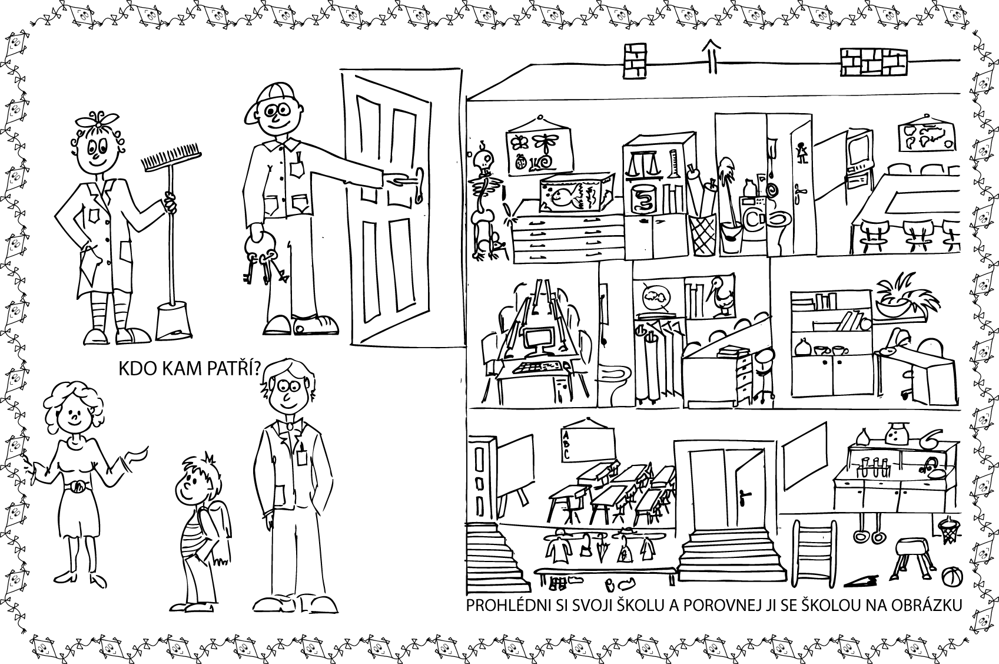 KDO KAM PATŘÍ?
A
B
C
PROHLÉDNI SI SVOJI ŠKOLU A POROVNEJ JI SE ŠKOLOU NA OBRÁZKU